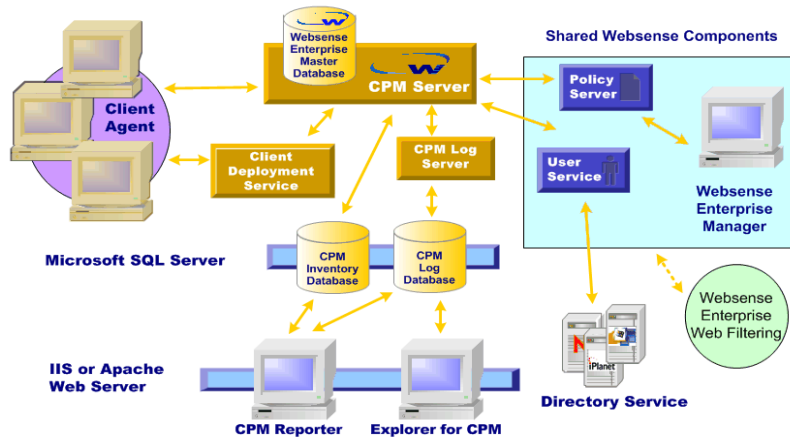 Websense
Enterprise
Master
Database
W
W
CPM Server
Client
Agent
Client
Deployment
Service
CPM Log
Server
Shared Websense Components
Policy
Server
User
Service
Websense
Enterprise
Manager
Microsoft SQL Server
CPM
Inventory
Database
CPM
Log
Database
Websense
Enterprise
Web Filtering
IIS or Apache
Web Server
CPM Reporter
Explorer for CPM
N
iPlanet
Directory Service